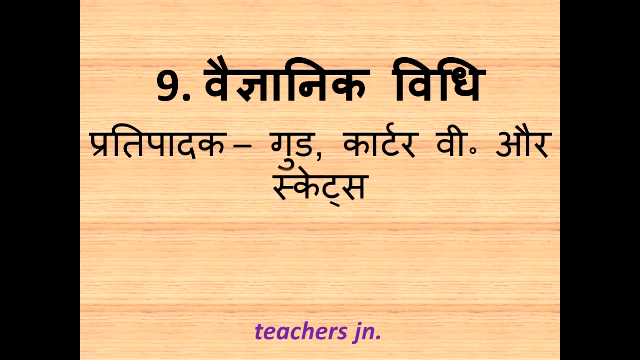 9. वैज्ञानिक विधि
प्रतिपादक – गुड, कार्टर वी॰ और
स्केट्स
teachers jn.